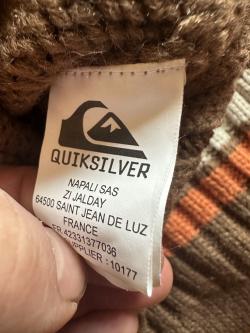 QUIKSILVER
NAPALI SAS
ZI JALDAY
64500 SAINT JEAN DE LUZ
FRANCE
FR 42331377036
SUPPLIER : 10177